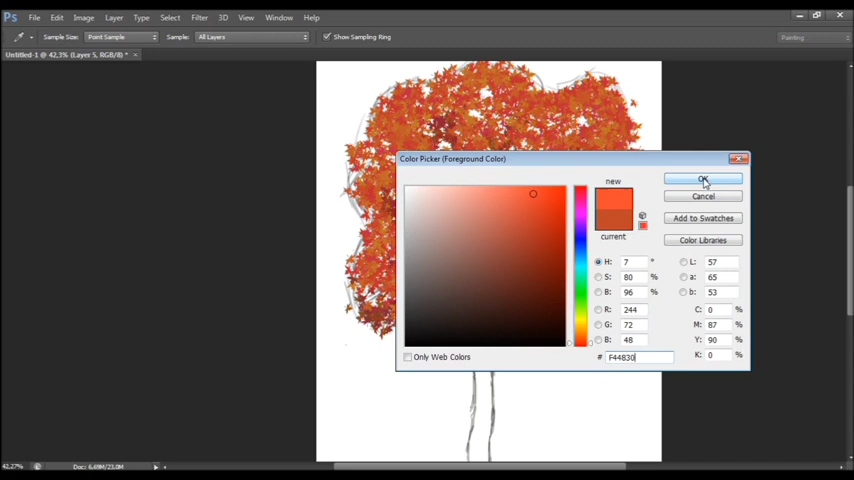 Ps File Edit Image Layer Type Select Filter 3D View Window Help
Sample Size: Point Sample Sample: All Layers Show Sampling Ring Painting
Untitled-1 @ 42,3% (Layer 5, RGB/8) * ×
Color Picker (Foreground Color)
new
OK
Cancel
Add to Swatches
current
Color Libraries
H: 7 ° L: 57
S: 80 % a: 65
B: 96 % b: 53
R: 244 C: 0 %
G: 72 M: 87 %
B: 48 Y: 90 %
Only Web Colors # F44830 K: 0 %
42,27% Doc: 6,69M/23,0M